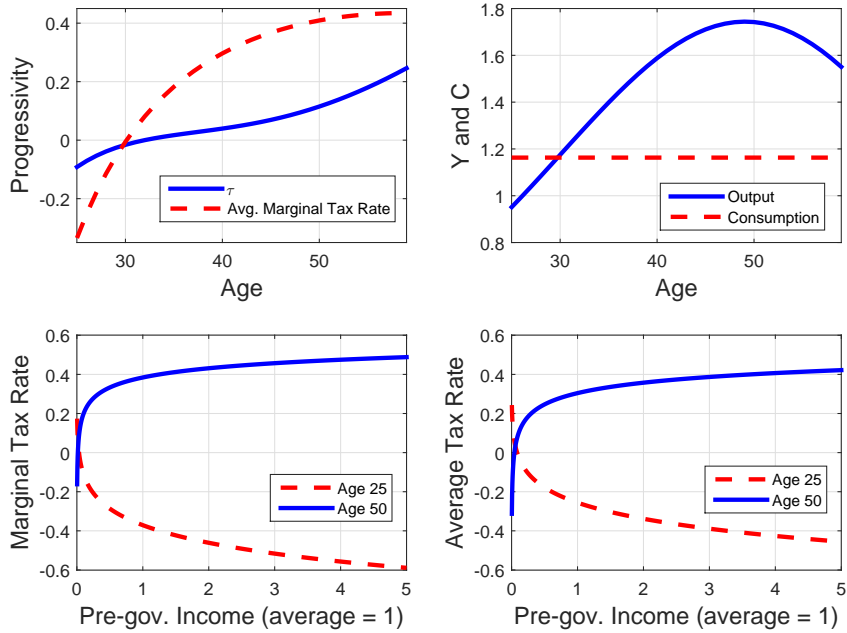 0.4
0.2
0
-0.2
30
40
50
Age
Progressivity
τ
Avg. Marginal Tax Rate
1.8
1.6
1.4
1.2
1
0.8
30
40
50
Age
Y and C
Output
Consumption
0.6
0.4
0.2
0
-0.2
-0.4
-0.6
0
1
2
3
4
5
Pre-gov. Income (average = 1)
Marginal Tax Rate
Age 25
Age 50
0.6
0.4
0.2
0
-0.2
-0.4
-0.6
0
1
2
3
4
5
Pre-gov. Income (average = 1)
Average Tax Rate
Age 25
Age 50